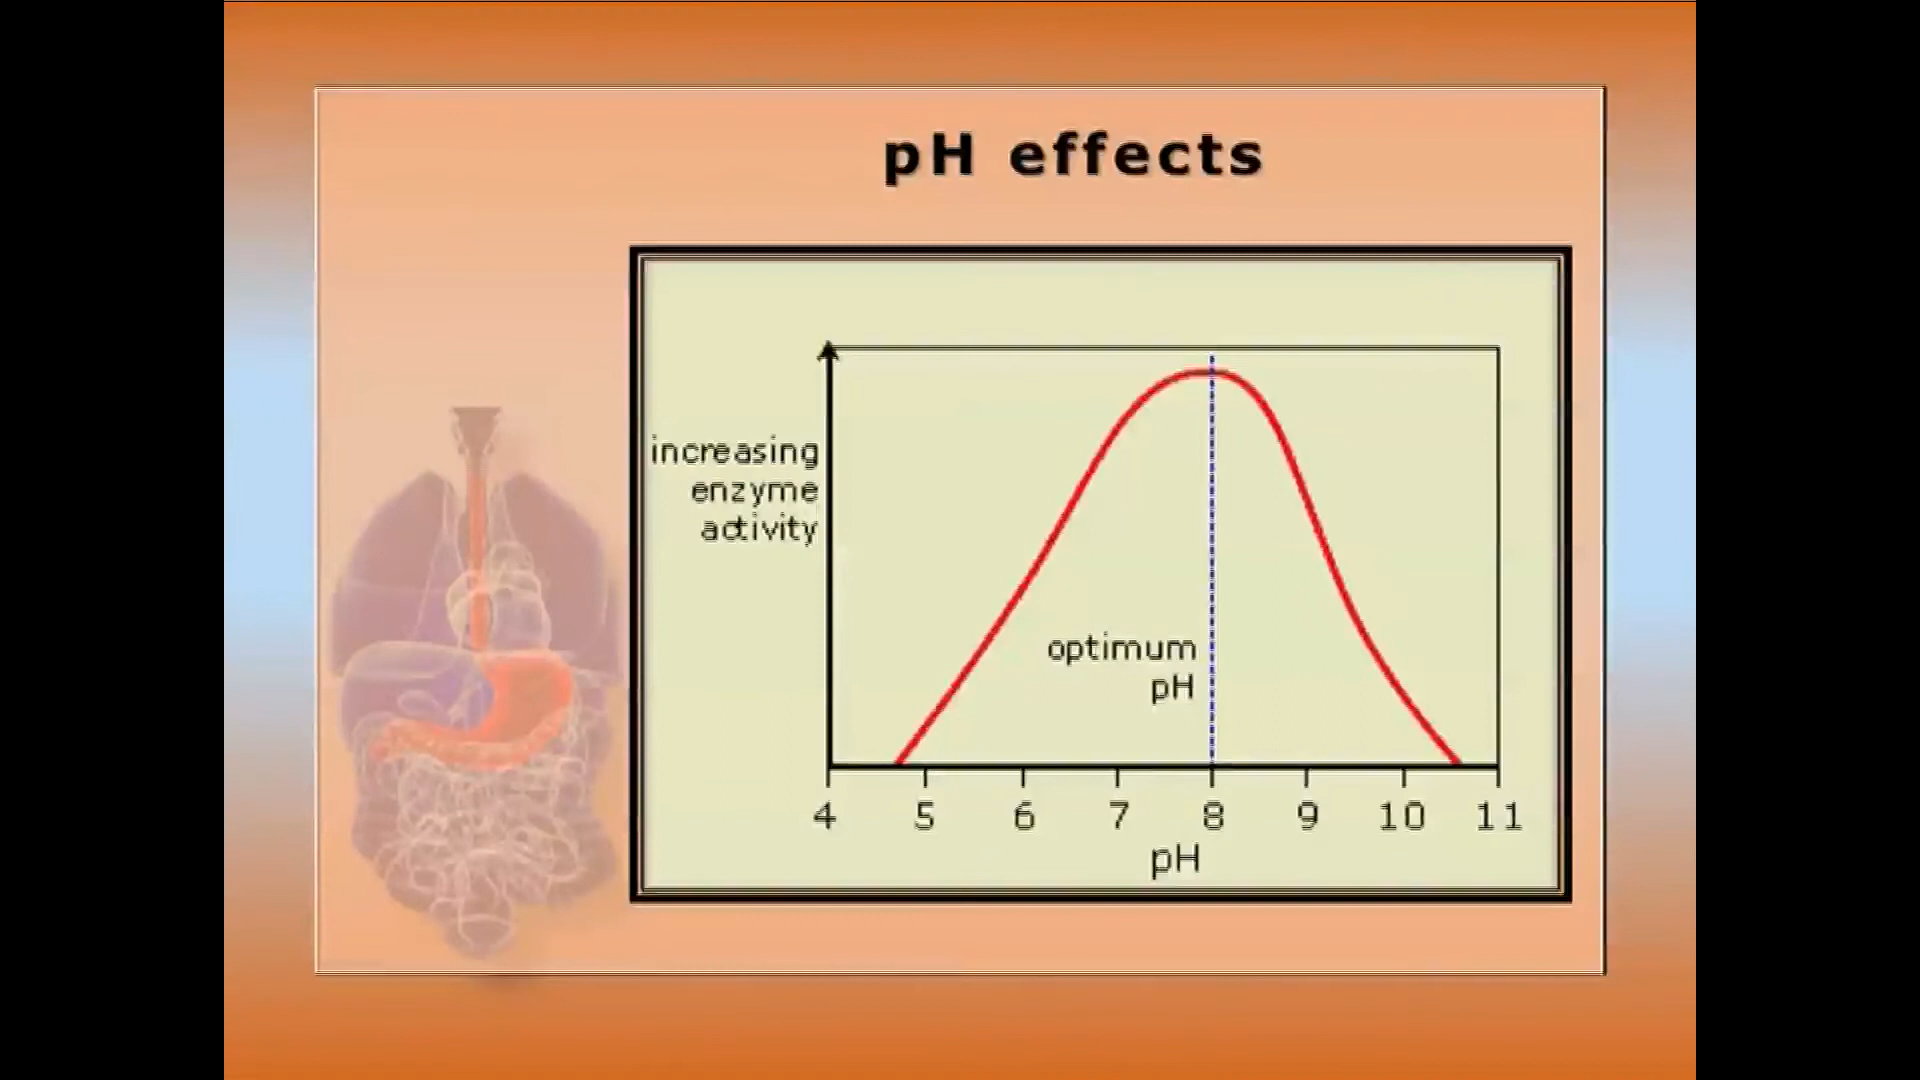 pH effects
increasing
enzyme
activity
optimum
pH
4 5 6 7 8 9 10 11
pH